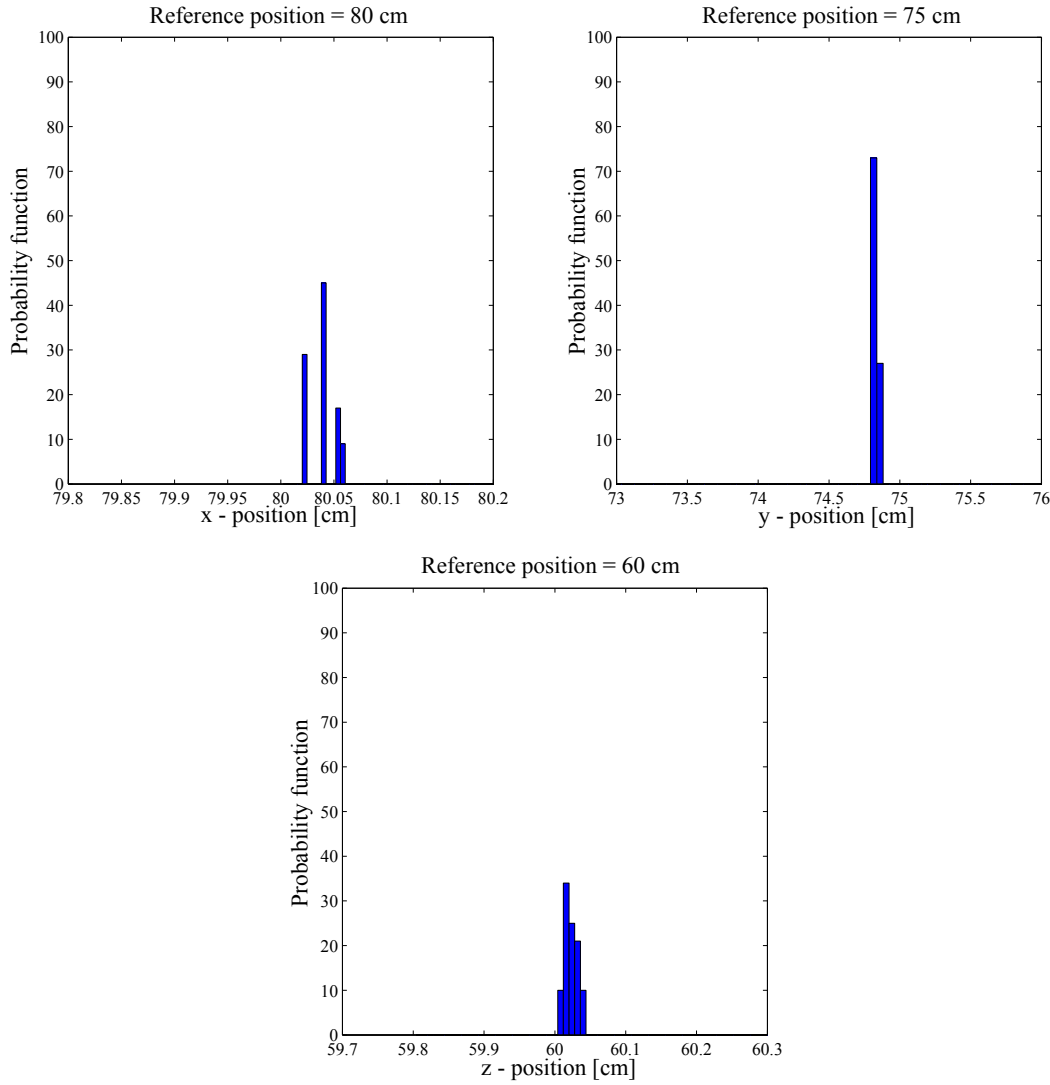 Reference position = 80 cm
100
90
80
70
60
50
40
30
20
10
0
Probability function
79.8 79.85 79.9 79.95 80 80.05 80.1 80.15 80.2
x - position [cm]
Reference position = 75 cm
100
90
80
70
60
50
40
30
20
10
0
Probability function
73 73.5 74 74.5 75 75.5 76
y - position [cm]
Reference position = 60 cm
100
90
80
70
60
50
40
30
20
10
0
Probability function
59.7 59.8 59.9 60 60.1 60.2 60.3
z - position [cm]